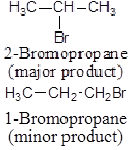 H₃C–CH–CH₃
Br
2-Bromopropane
(major product)
H₃C–CH₂-CH₂Br
1-Bromopropane
(minor product)